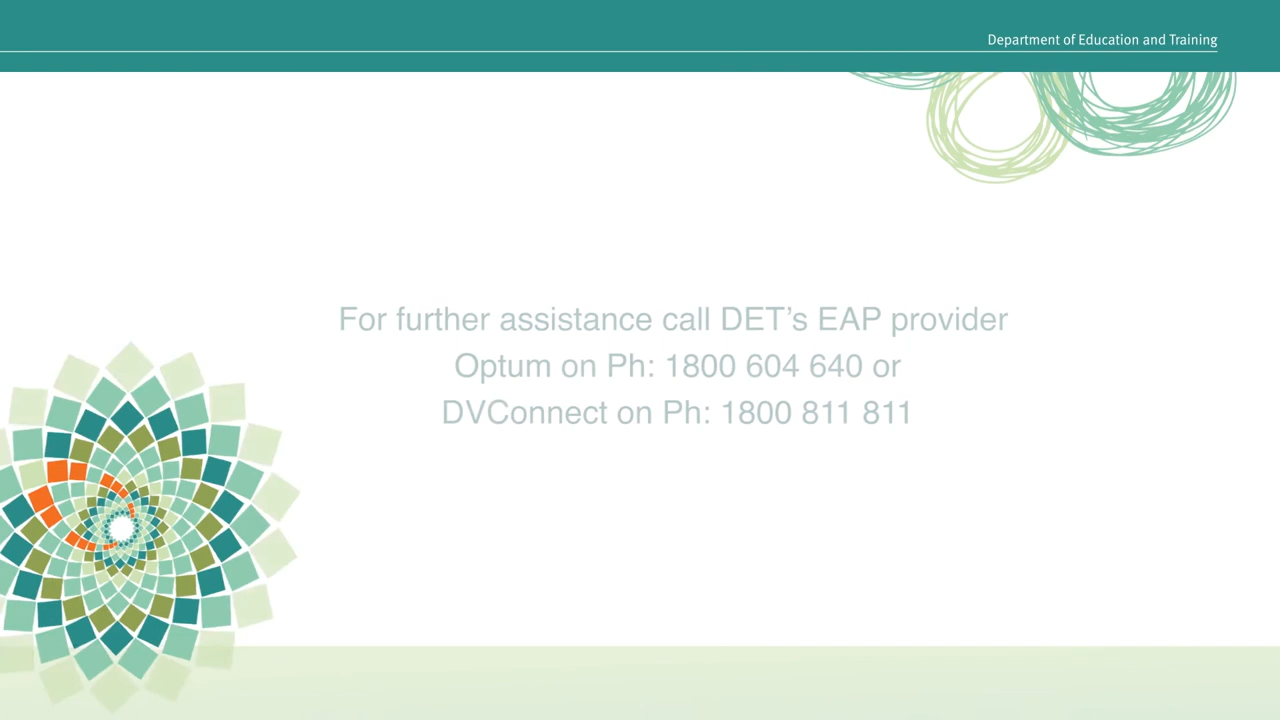 Department of Education and Training
For further assistance call DET’s EAP provider
Optum on Ph: 1800 604 640 or
DVConnect on Ph: 1800 811 811